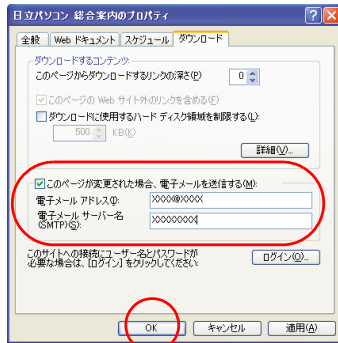 日立パソコン 総合案内のプロパティ
全般 Web ドキュメント スケジュール ダウンロード
ダウンロードするコンテンツ
このページからダウンロードするリンクの深さ(P) 0
このページの Web サイト外のリンクを含める(F)
ダウンロードに使用するハード ディスク領域を制限する(L):
500 KB(K)
詳細(V)...
このページが変更された場合、電子メールを送信する(M):
電子メール アドレス(I): XXXX@XXXX
電子メール サーバー名 XXXXXXXX
(SMTP)(S):
このサイトへの接続にユーザー名とパスワードが
必要な場合は、[ログイン] をクリックしてください
ログイン(O)...
OK キャンセル 適用(A)